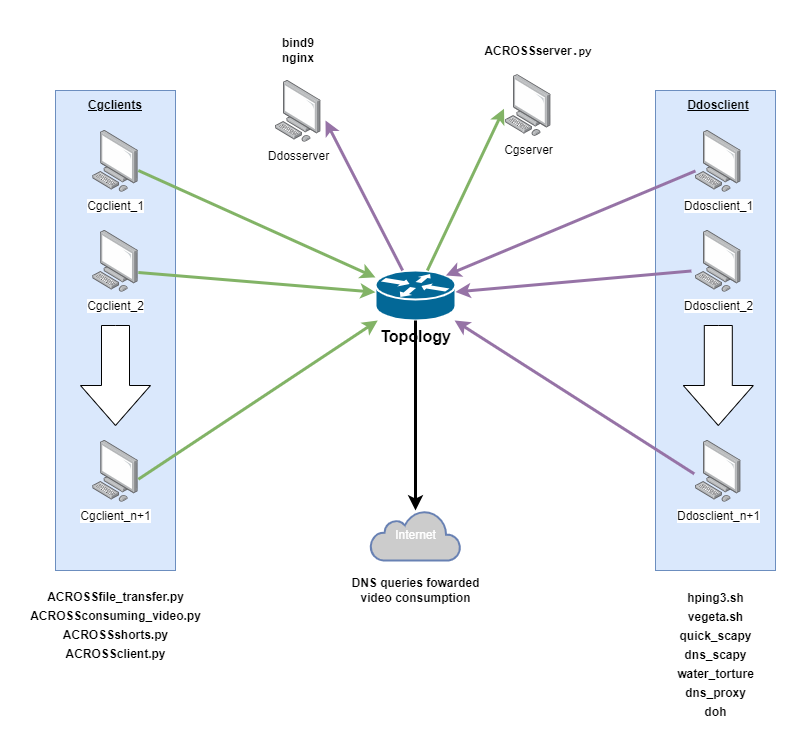 bind9
nginx
ACROSSserver.py
Cgclients
Ddosclient
Ddosserver
Cgserver
Cgclient_1
Ddosclient_1
Cgclient_2
Ddosclient_2
Topology
Cgclient_n+1
Ddosclient_n+1
Internet
DNS queries fowarded
video consumption
ACROSSfile_transfer.py
ACROSSconsuming_video.py
ACROSSshorts.py
ACROSSclient.py
hping3.sh
vegeta.sh
quick_scapy
dns_scapy
water_torture
dns_proxy
doh